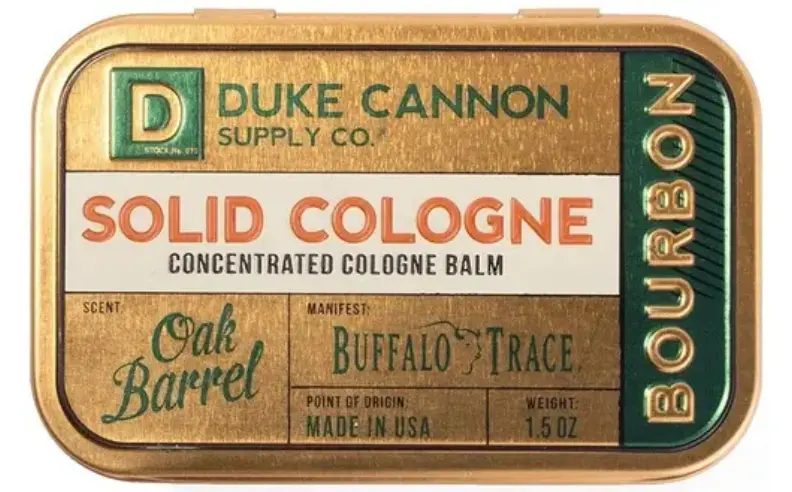 D
DUKE CANNON
SUPPLY CO.
SOLID COLOGNE
CONCENTRATED COLOGNE BALM
SCENT:
Oak
Barrel
MANIFEST:
BUFFALO TRACE
POINT OF ORIGIN:
MADE IN USA
WEIGHT:
1.5 OZ
BOURBON